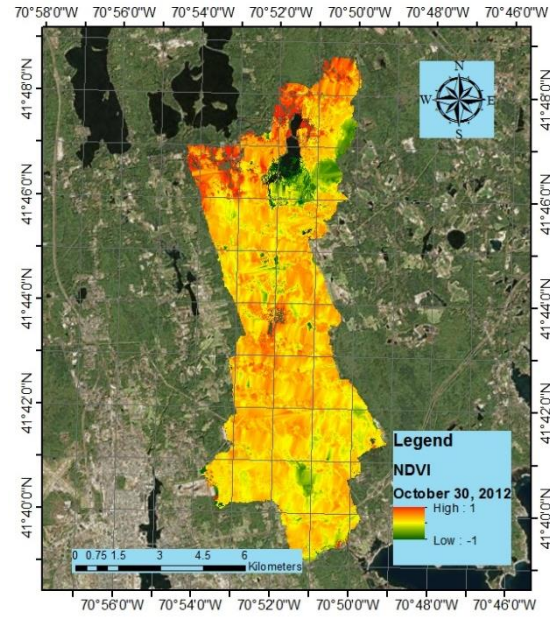 70°58'0"W 70°56'0"W 70°54'0"W 70°52'0"W 70°50'0"W 70°48'0"W 70°46'0"W
41°48'0"N
41°46'0"N
41°44'0"N
41°42'0"N
41°40'0"N
N
W E
S
41°48'0"N
41°46'0"N
41°44'0"N
41°42'0"N
41°40'0"N
Legend
NDVI
October 30, 2012
High : 1
Low : -1
0 0.75 1.5 3 4.5 6
Kilometers
70°56'0"W 70°54'0"W 70°52'0"W 70°50'0"W 70°48'0"W 70°46'0"W